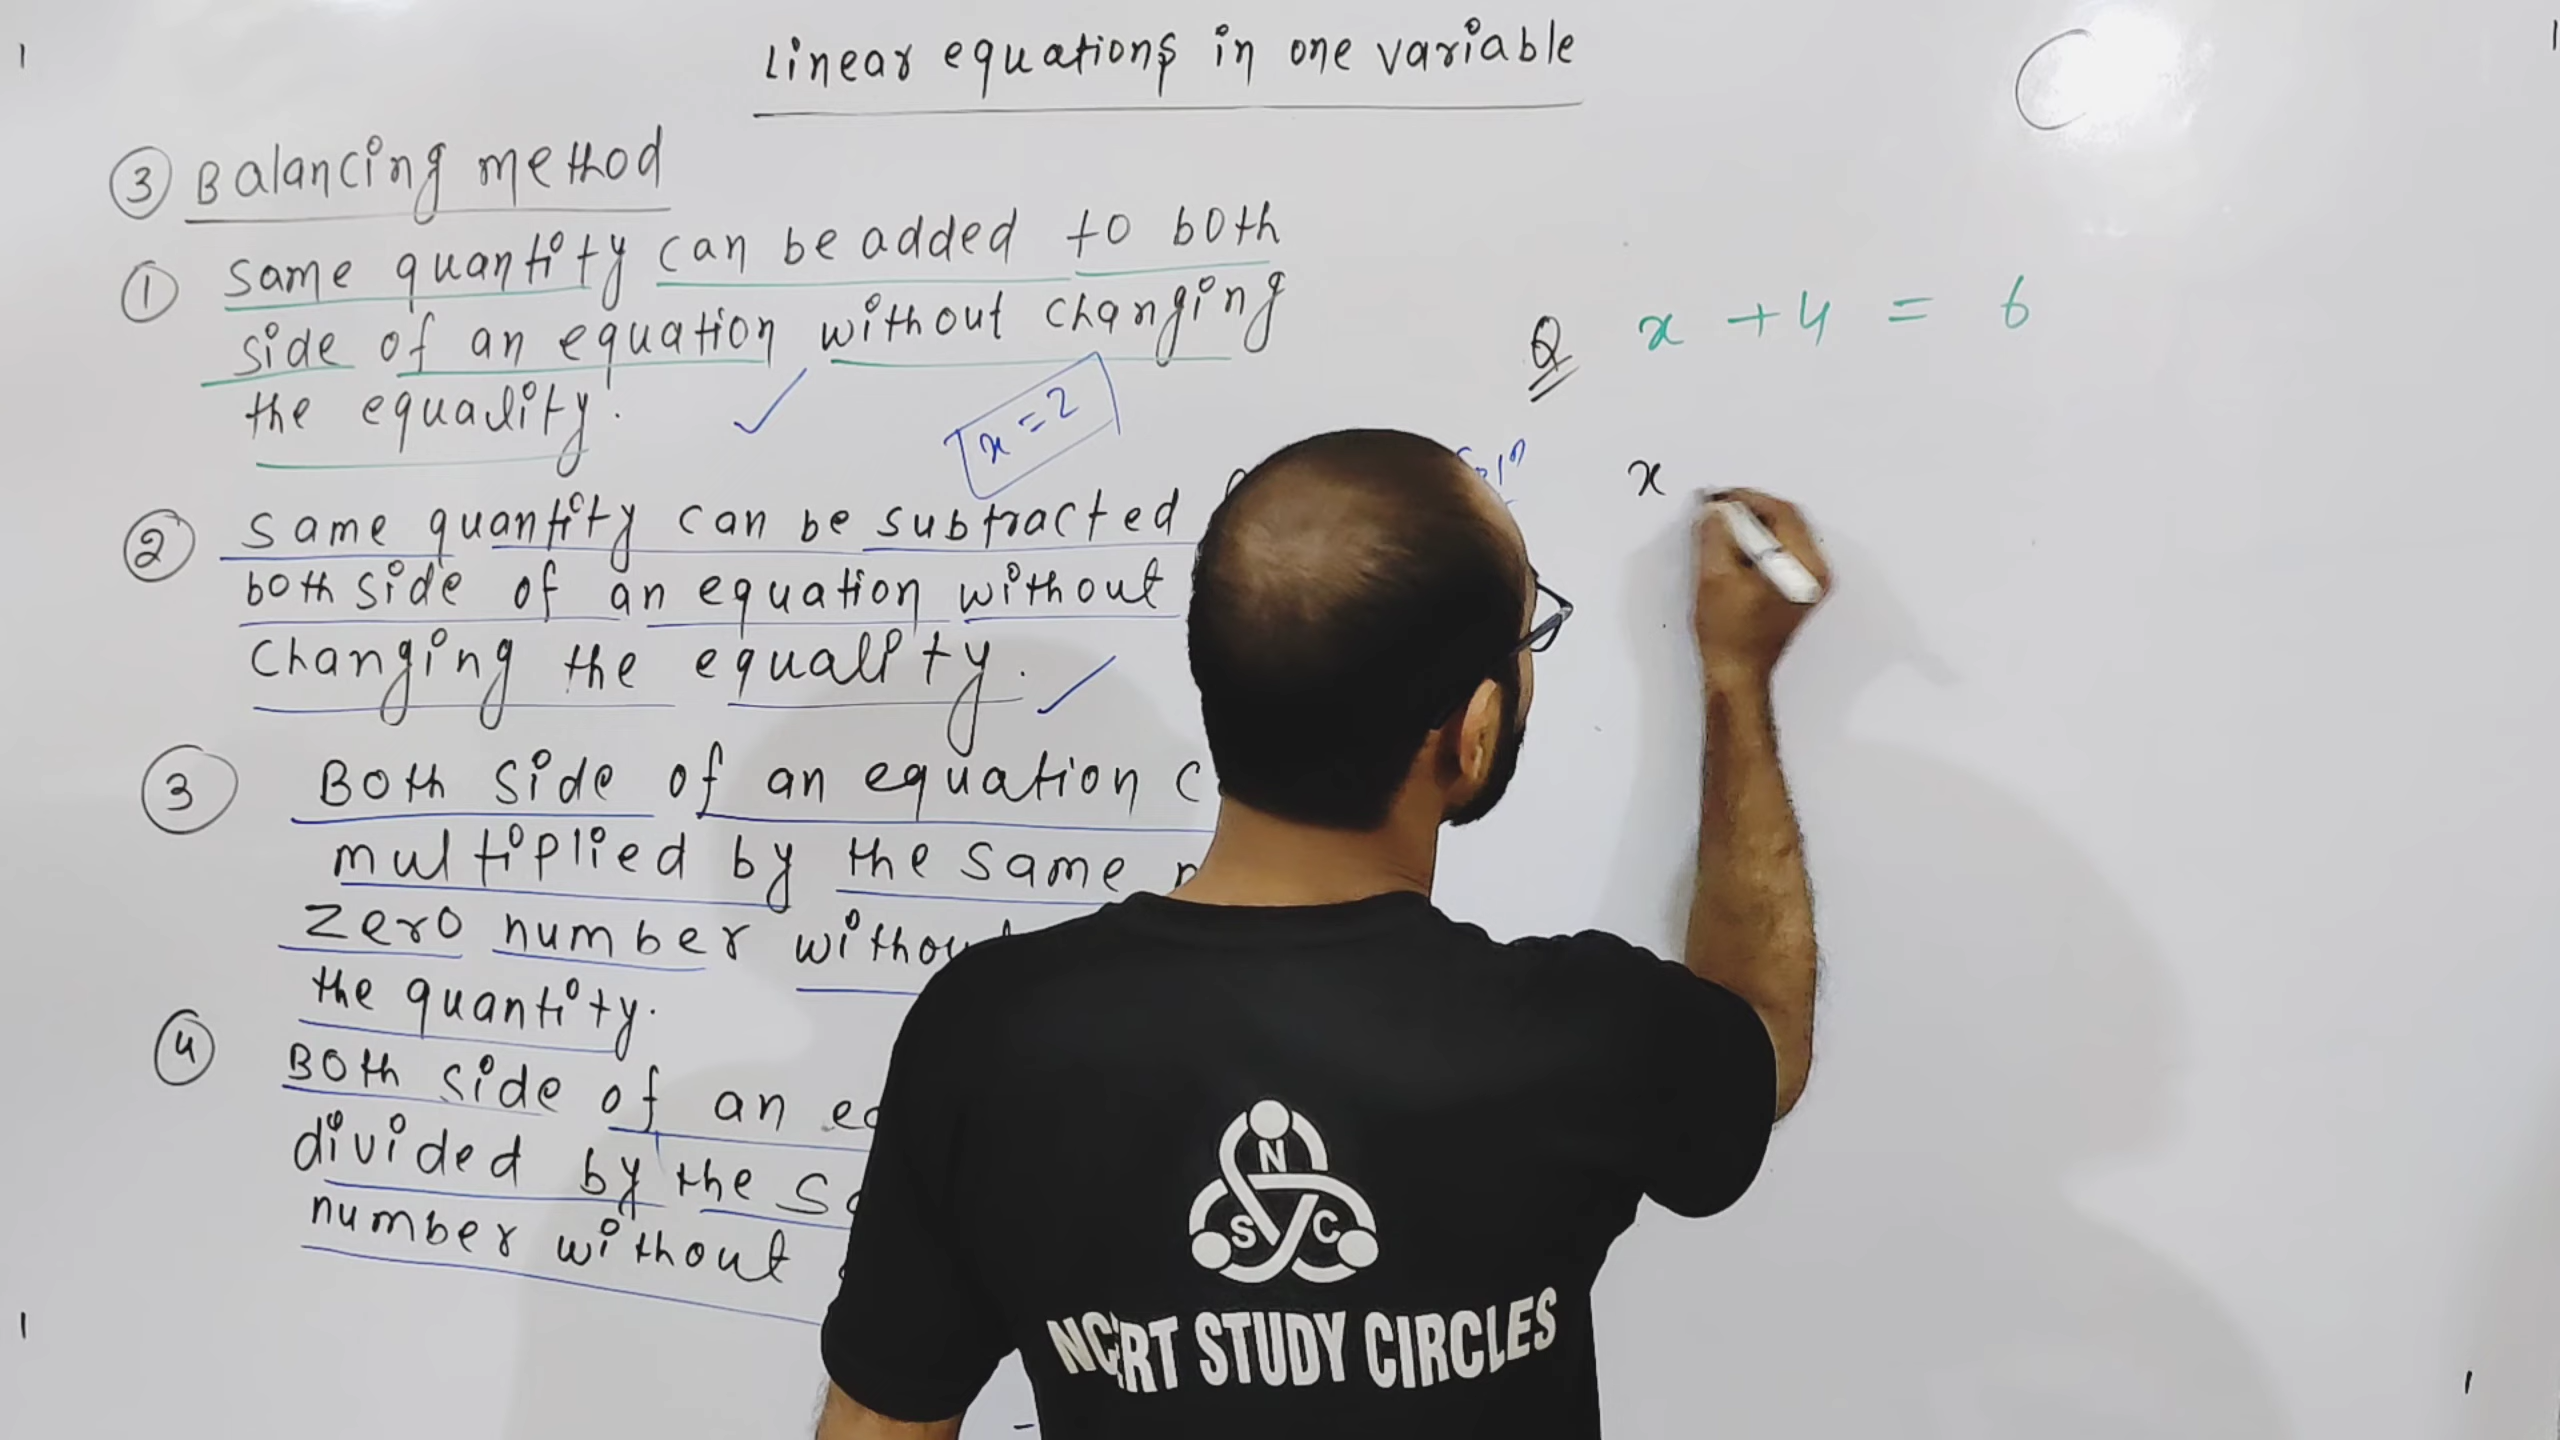 Linear equations in one variable
③ Balancing method
① Same quantity can be added to both
side of an equation without changing
the equality.
x = 2
② Same quantity can be subtracted
both side of an equation without
changing the equality.
③ Both side of an equation
multiplied by the same
zero number
the quantity.
④ Both side of an
divided by the
number without
Q x + 4 = 6
Solⁿ
x
N
S C
NCERT STUDY CIRCLES